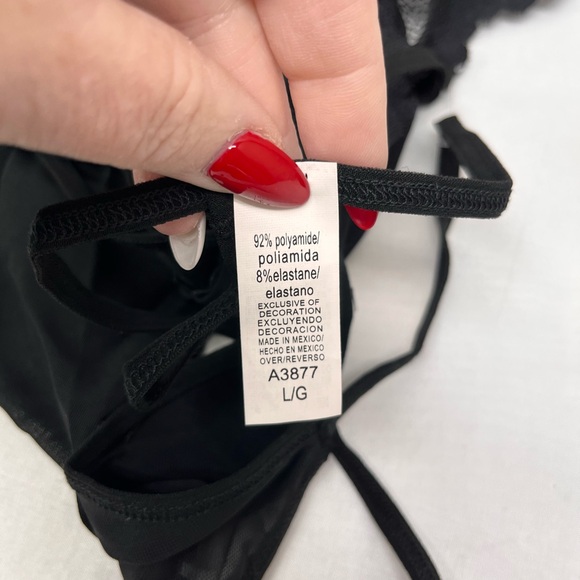 92% polyamide/
poliamida
8%elastane/
elastano
EXCLUSIVE OF
DECORATION
EXCLUYENDO
DECORACION
MADE IN MEXICO/
HECHO EN MEXICO
OVER/REVERSO
A3877
L/G